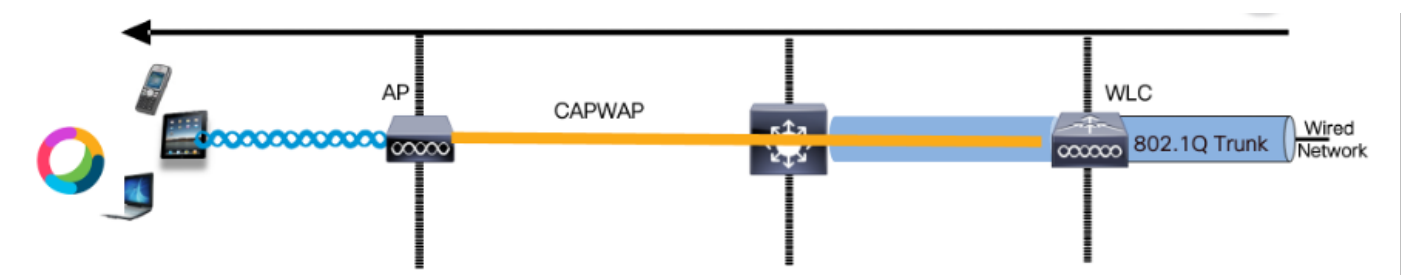 AP
CAPWAP
WLC
802.1Q Trunk
Wired
Network